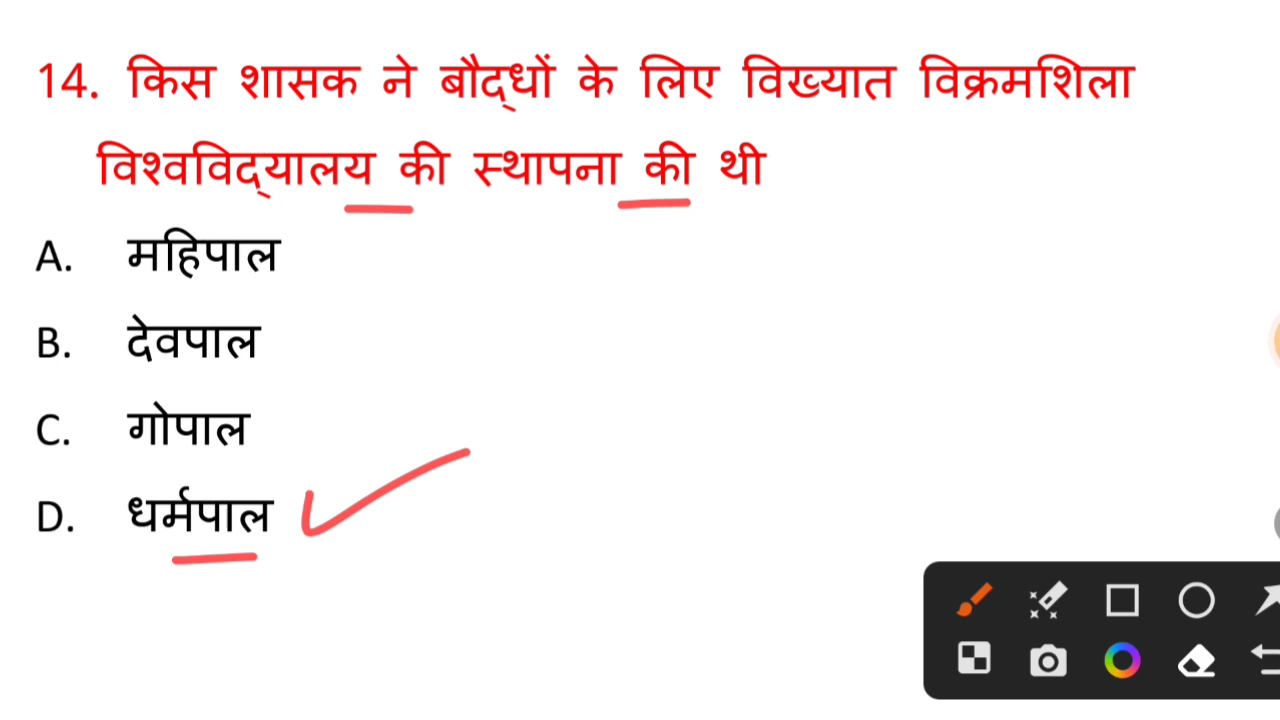 14. किस शासक ने बौद्धों के लिए विख्यात विक्रमशिला
विश्वविद्यालय की स्थापना की थी
A. महिपाल
B. देवपाल
C. गोपाल
D. धर्मपाल